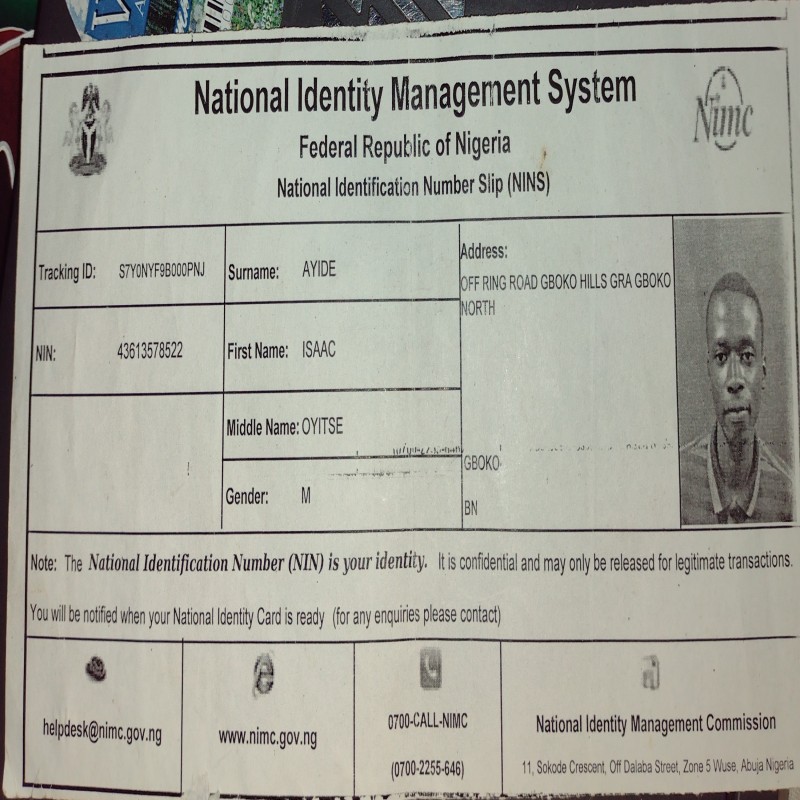 National Identity Management System
Federal Republic of Nigeria
National Identification Number Slip (NINS)
Nimc
Tracking ID: S7Y0NYF9B000PNJ
Surname: AYIDE
Address:
OFF RING ROAD GBOKO HILLS GRA GBOKO
NORTH
NIN: 43613578522
First Name: ISAAC
Middle Name: OYITSE
GBOKO
Gender: M
BN
Note: The National Identification Number (NIN) is your identity. It is confidential and may only be released for legitimate transactions.
You will be notified when your National Identity Card is ready (for any enquiries please contact)
helpdesk@nimc.gov.ng
www.nimc.gov.ng
0700-CALL-NIMC
(0700-2255-646)
National Identity Management Commission
11, Sokode Crescent, Off Dalaba Street, Zone 5 Wuse, Abuja Nigeria